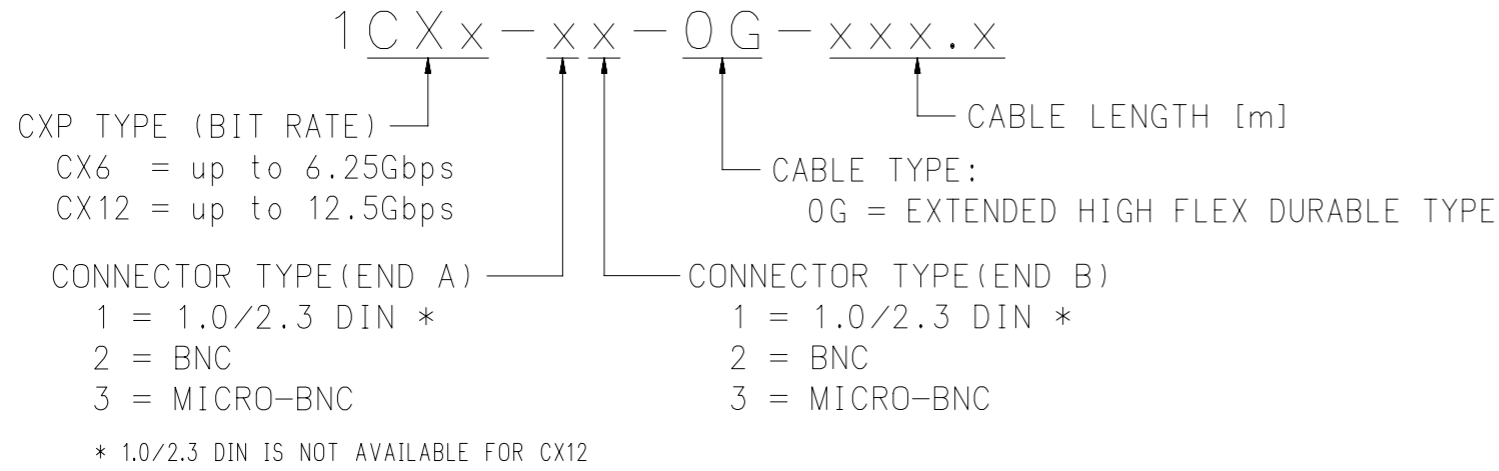 1CXx-xx-0G-xxx.x
CABLE LENGTH [m]
CXP TYPE (BIT RATE)
CX6 = up to 6.25Gbps
CX12 = up to 12.5Gbps
CABLE TYPE:
0G = EXTENDED HIGH FLEX DURABLE TYPE
CONNECTOR TYPE(END A)
1 = 1.0/2.3 DIN *
2 = BNC
3 = MICRO-BNC
CONNECTOR TYPE(END B)
1 = 1.0/2.3 DIN *
2 = BNC
3 = MICRO-BNC
* 1.0/2.3 DIN IS NOT AVAILABLE FOR CX12